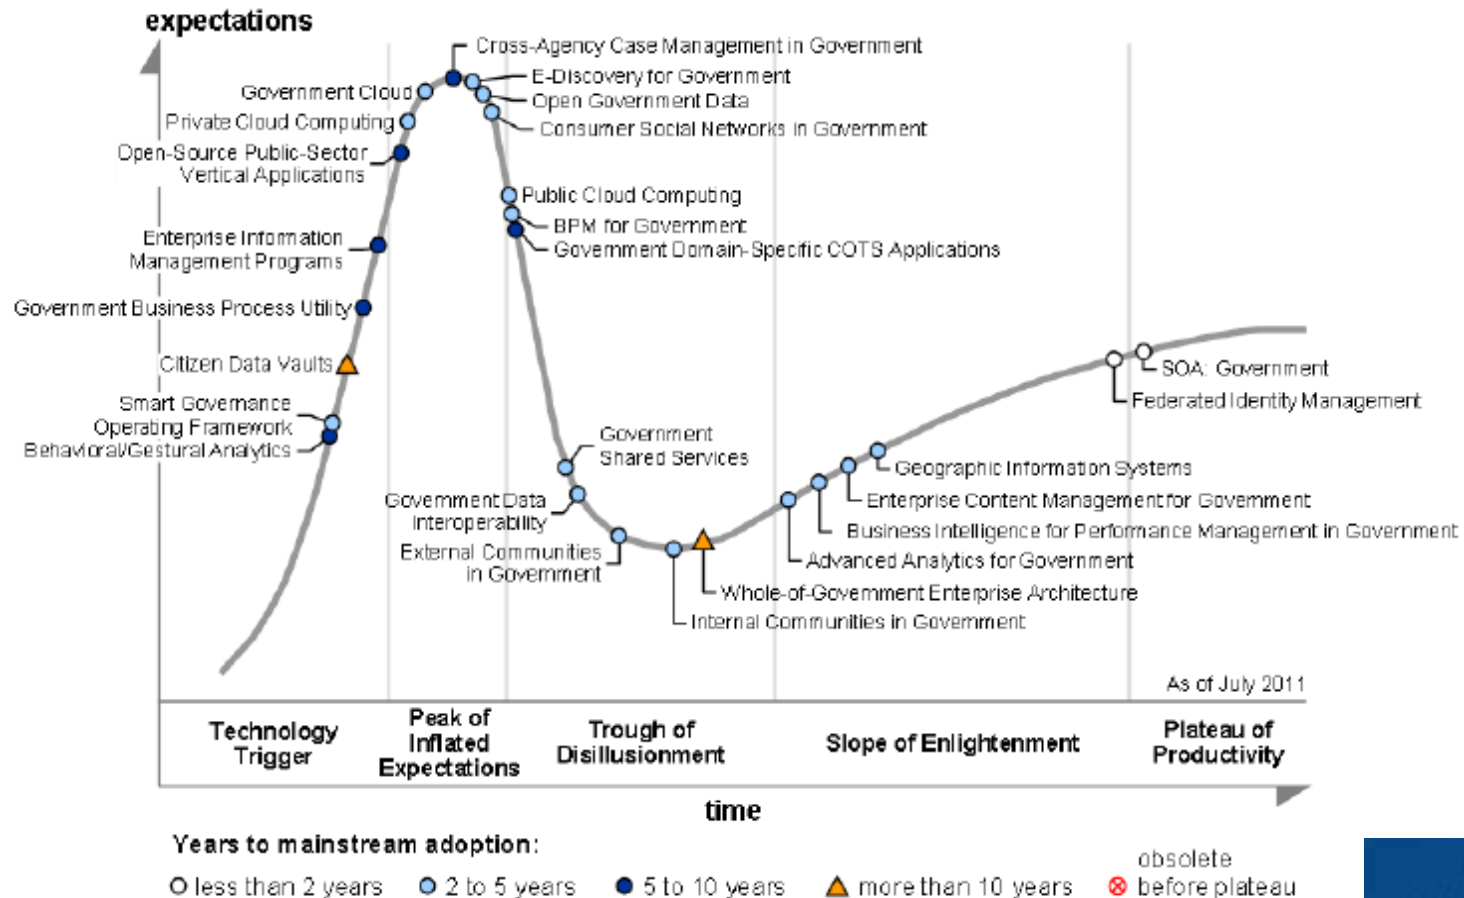 expectations
Cross-Agency Case Management in Government
E-Discovery for Government
Government Cloud
Open Government Data
Private Cloud Computing
Consumer Social Networks in Government
Open-Source Public-Sector
Vertical Applications
Public Cloud Computing
BPM for Government
Enterprise Information
Management Programs
Government Domain-Specific COTS Applications
Government Business Process Utility
Citizen Data Vaults
SOA: Government
Federated Identity Management
Smart Governance
Operating Framework
Behavioral/Gestural Analytics
Government
Shared Services
Geographic Information Systems
Government Data
Interoperability
Enterprise Content Management for Government
Business Intelligence for Performance Management in Government
External Communities
in Government
Advanced Analytics for Government
Whole-of-Government Enterprise Architecture
Internal Communities in Government
As of July 2011
Technology
Trigger
Peak of
Inflated
Expectations
Trough of
Disillusionment
Slope of Enlightenment
Plateau of
Productivity
time
Years to mainstream adoption:
less than 2 years
2 to 5 years
5 to 10 years
more than 10 years
obsolete
before plateau